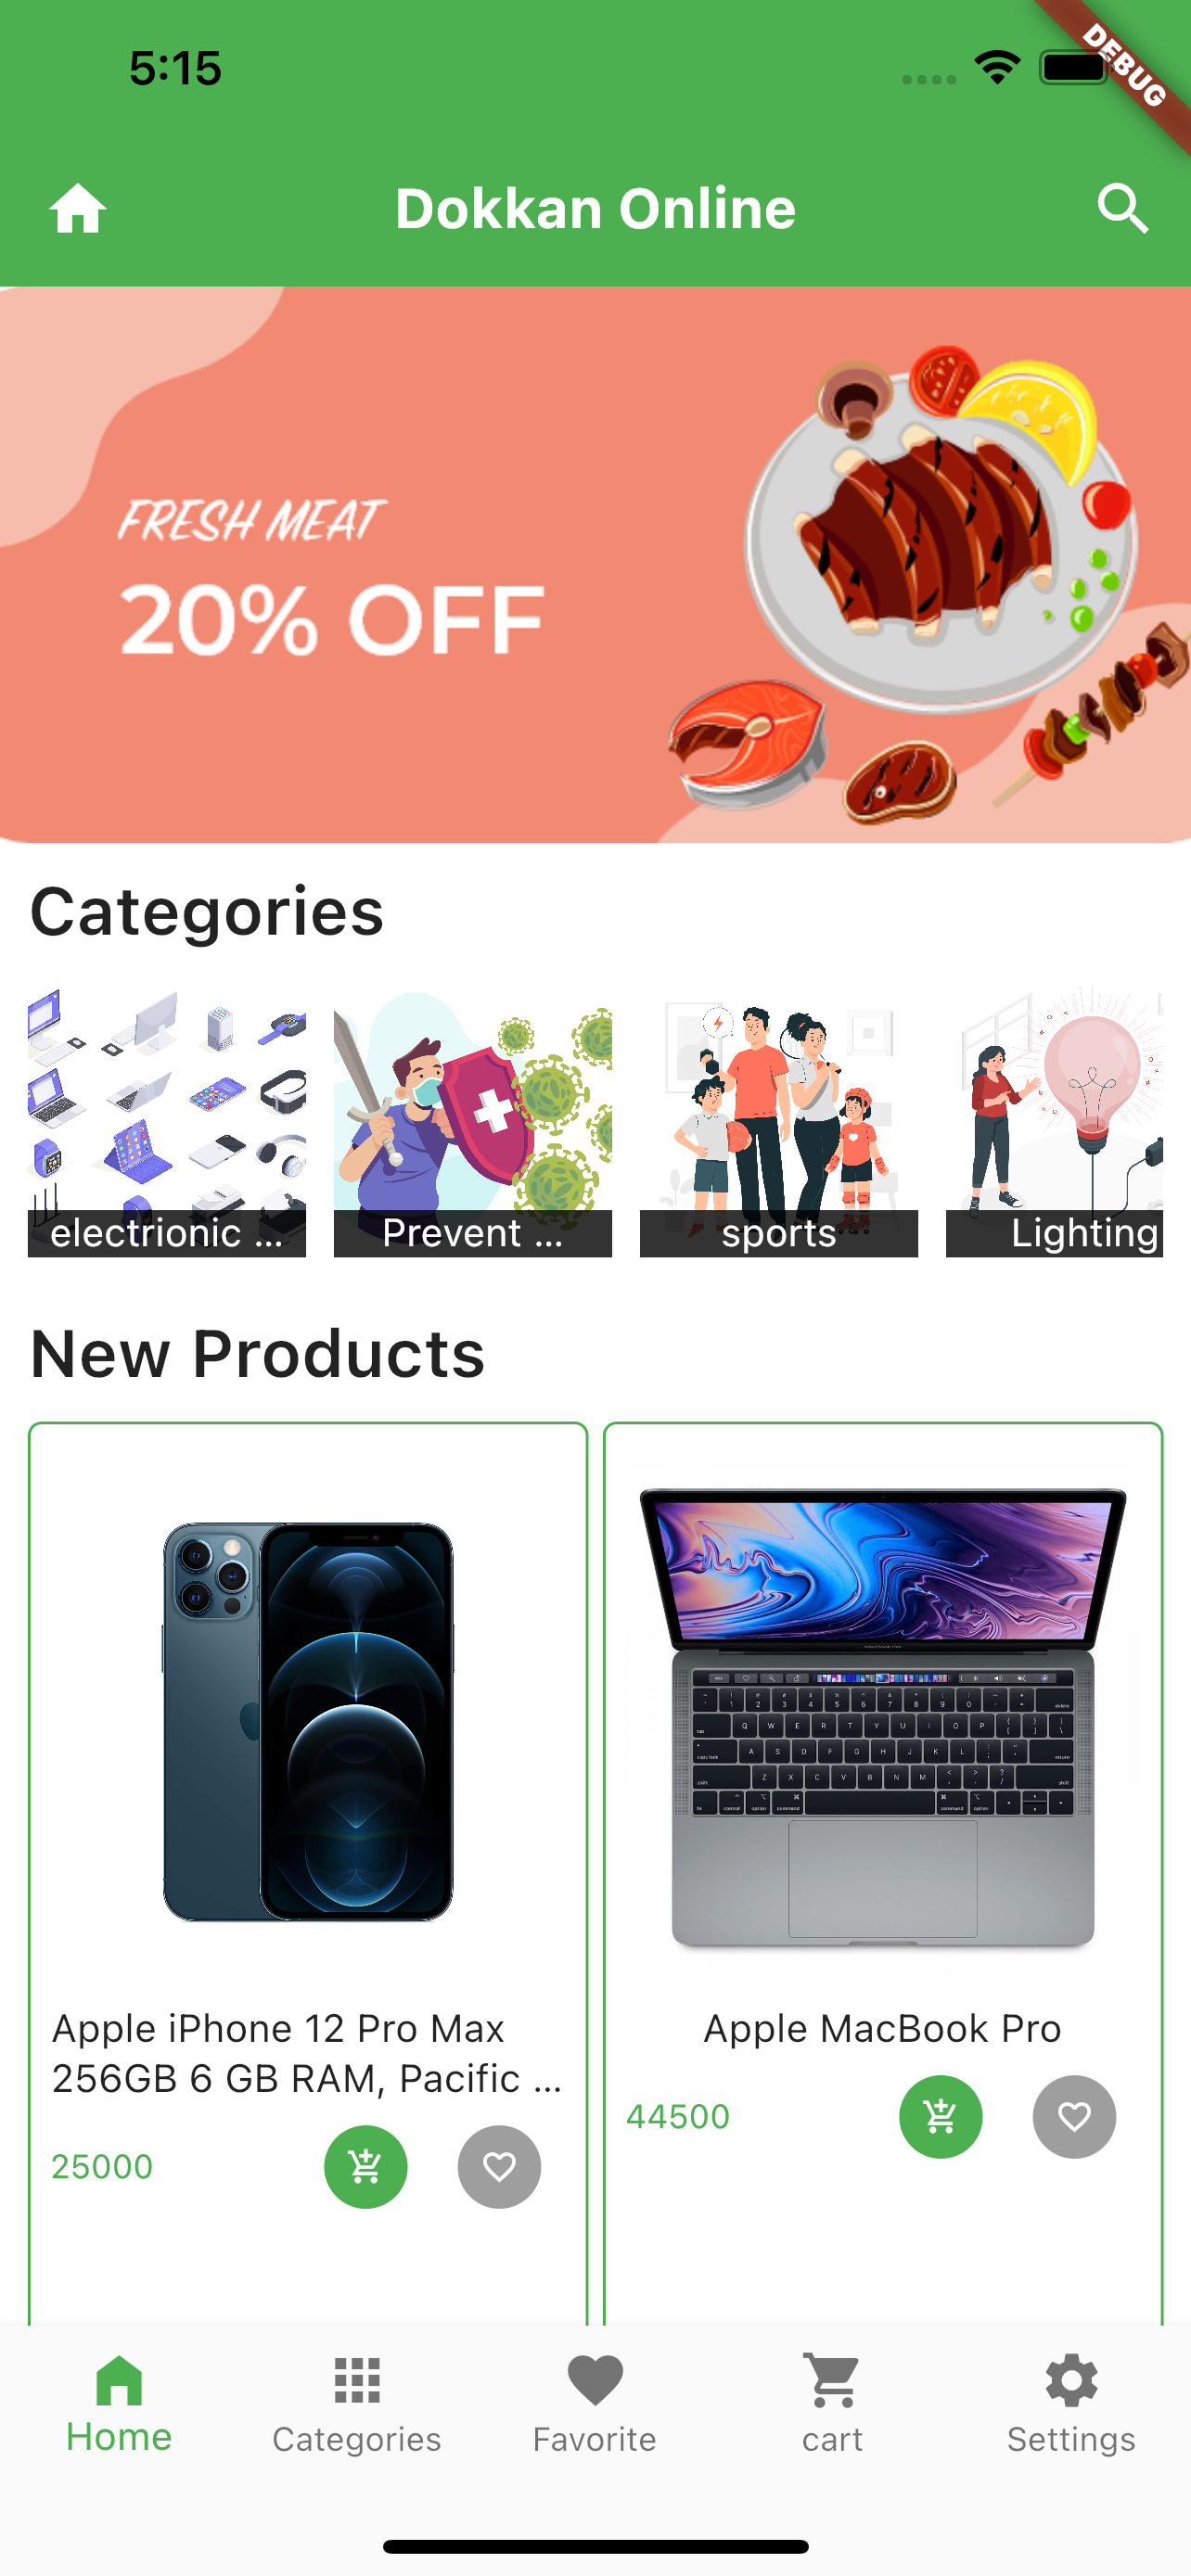 5:15
DEBUG
Dokkan Online
FRESH MEAT
20% OFF
Categories
electrionic ...
Prevent ...
sports
Lighting
New Products
Apple iPhone 12 Pro Max
256GB 6 GB RAM, Pacific ...
25000
Apple MacBook Pro
44500
Home
Categories
Favorite
cart
Settings